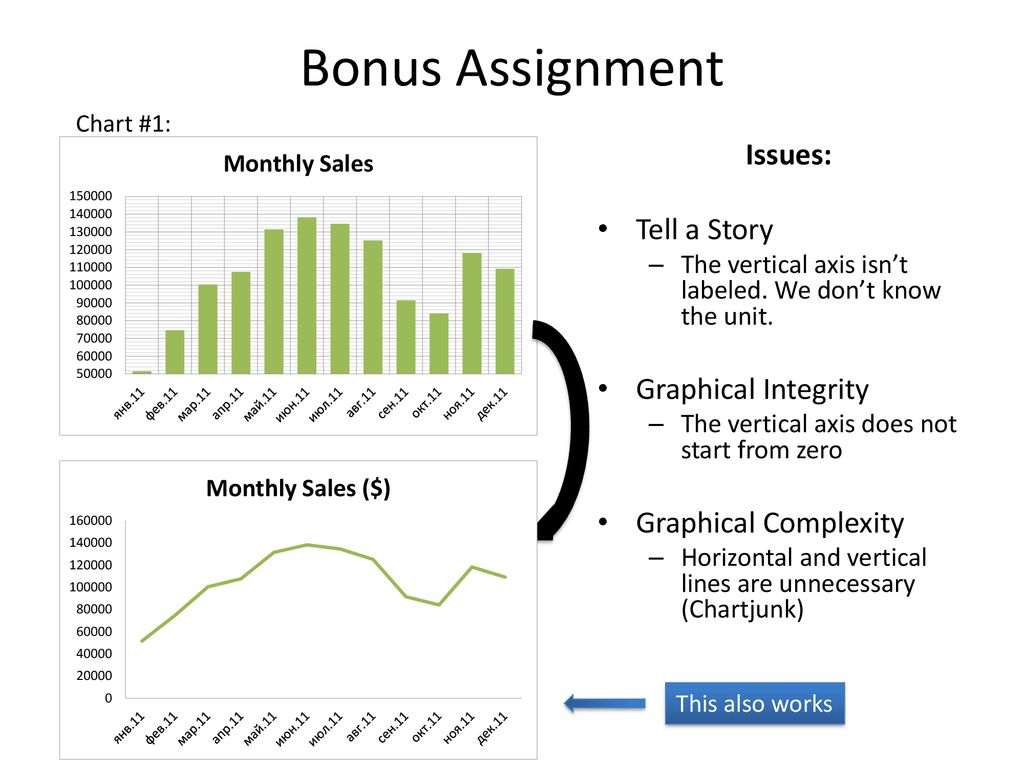 Bonus Assignment
Chart #1:
Monthly Sales
150000
140000
130000
120000
110000
100000
90000
80000
70000
60000
50000
янв.11
фев.11
мар.11
апр.11
май.11
июн.11
июл.11
авг.11
сен.11
окт.11
ноя.11
дек.11
Monthly Sales ($)
160000
140000
120000
100000
80000
60000
40000
20000
0
янв.11
фев.11
мар.11
апр.11
май.11
июн.11
июл.11
авг.11
сен.11
окт.11
ноя.11
дек.11
Issues:
• Tell a Story
– The vertical axis isn’t
labeled. We don’t know
the unit.
• Graphical Integrity
– The vertical axis does not
start from zero
• Graphical Complexity
– Horizontal and vertical
lines are unnecessary
(Chartjunk)
This also works